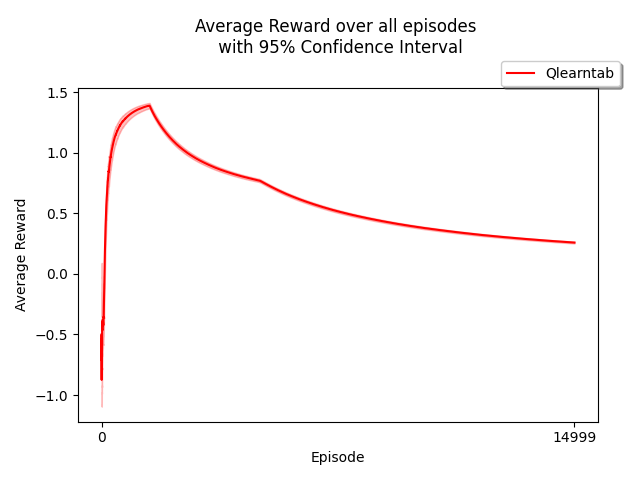 Average Reward over all episodes
with 95% Confidence Interval
Qlearntab
1.5
1.0
0.5
0.0
−0.5
−1.0
Average Reward
0
14999
Episode